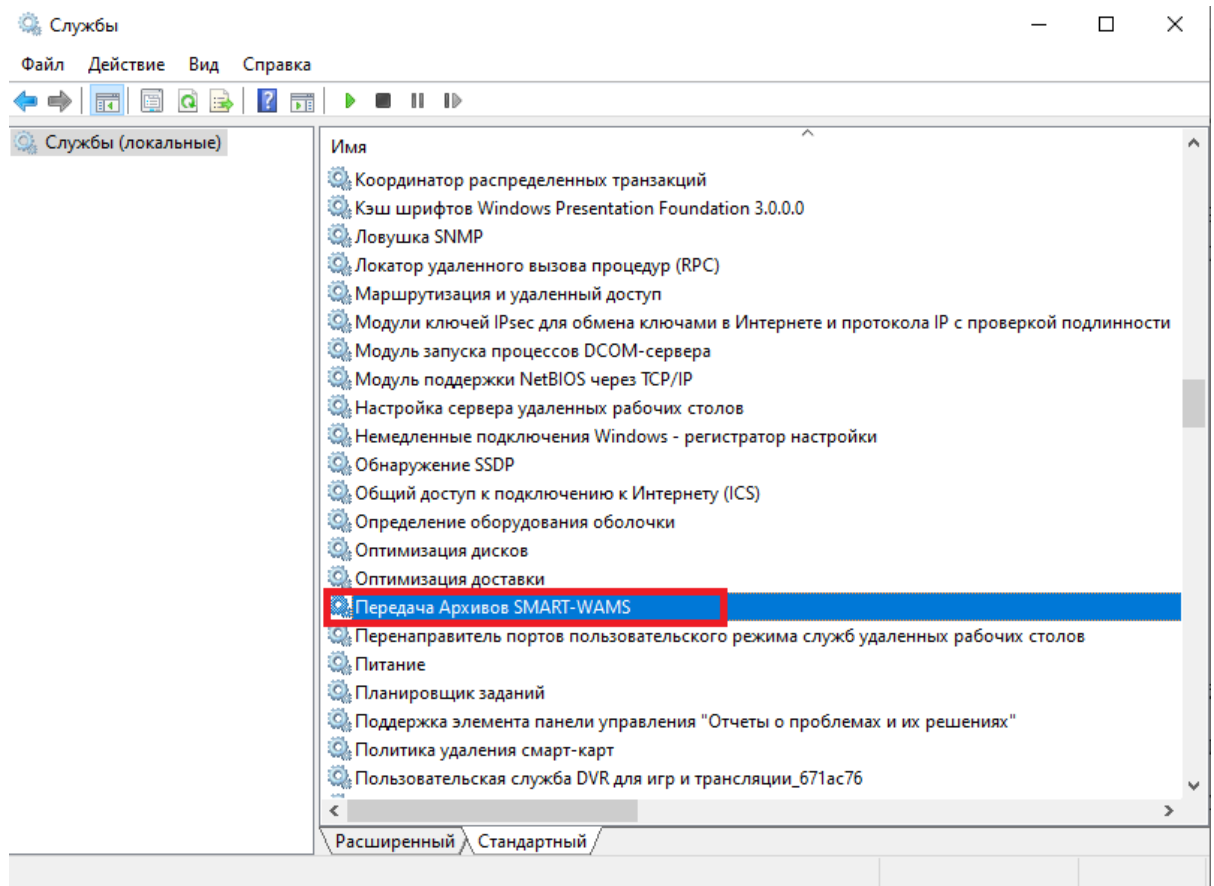 Службы
Файл Действие Вид Справка
Службы (локальные)
Имя
Координатор распределенных транзакций
Кэш шрифтов Windows Presentation Foundation 3.0.0.0
Ловушка SNMP
Локатор удаленного вызова процедур (RPC)
Маршрутизация и удаленный доступ
Модули ключей IPsec для обмена ключами в Интернете и протокола IP с проверкой подлинности
Модуль запуска процессов DCOM-сервера
Модуль поддержки NetBIOS через TCP/IP
Настройка сервера удаленных рабочих столов
Немедленные подключения Windows - регистратор настройки
Обнаружение SSDP
Общий доступ к подключению к Интернету (ICS)
Определение оборудования оболочки
Оптимизация дисков
Оптимизация доставки
Передача Архивов SMART-WAMS
Перенаправитель портов пользовательского режима служб удаленных рабочих столов
Питание
Планировщик заданий
Поддержка элемента панели управления "Отчеты о проблемах и их решениях"
Политика удаления смарт-карт
Пользовательская служба DVR для игр и трансляции_671ac76
Расширенный Стандартный